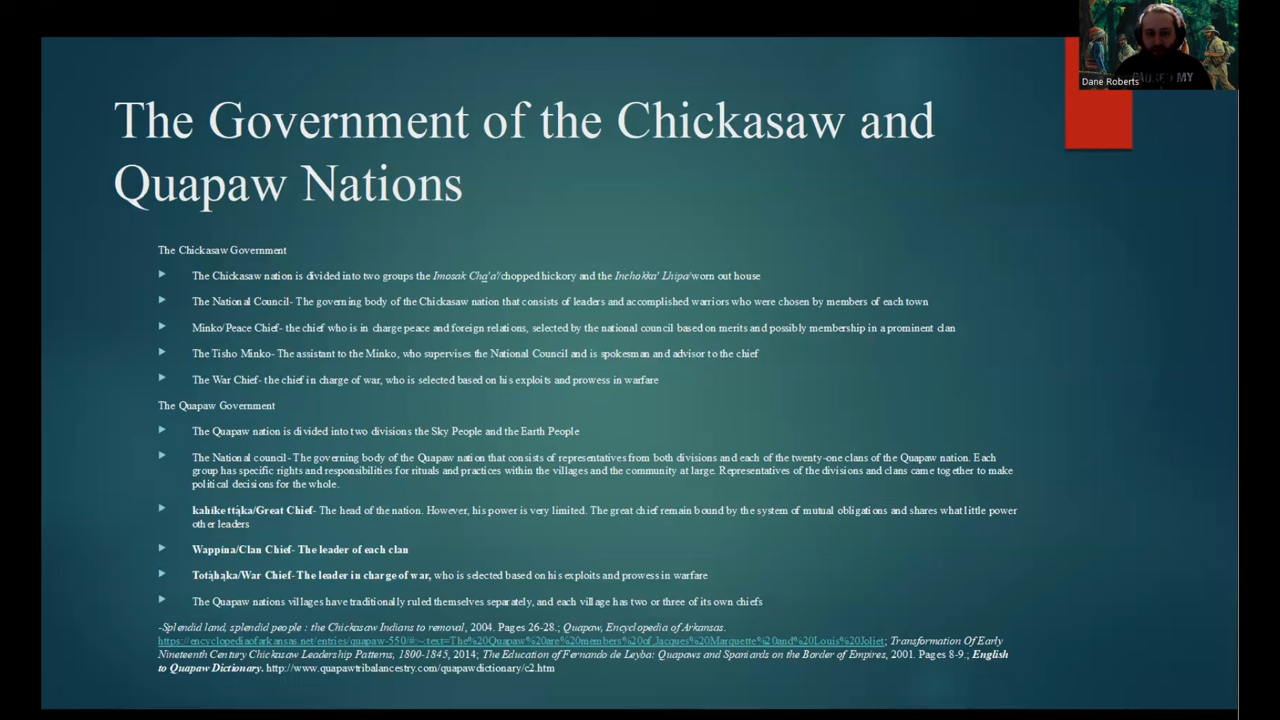 The Government of the Chickasaw and
Quapaw Nations
Dane Roberts
The Chickasaw Government
The Chickasaw nation is divided into two groups the Imosak Cha̱'a'/chopped hickory and the Inchokka' Lhipa/worn out house
The National Council- The governing body of the Chickasaw nation that consists of leaders and accomplished warriors who were chosen by members of each town
Minko/Peace Chief- the chief who is in charge peace and foreign relations, selected by the national council based on merits and possibly membership in a prominent clan
The Tisho Minko- The assistant to the Minko, who supervises the National Council and is spokesman and advisor to the chief
The War Chief- the chief in charge of war, who is selected based on his exploits and prowess in warfare
The Quapaw Government
The Quapaw nation is divided into two divisions the Sky People and the Earth People
The National council- The governing body of the Quapaw nation that consists of representatives from both divisions and each of the twenty-one clans of the Quapaw nation. Each
group has specific rights and responsibilities for rituals and practices within the villages and the community at large. Representatives of the divisions and clans came together to make
political decisions for the whole.
kahíke ttą́ka/Great Chief- The head of the nation. However, his power is very limited. The great chief remain bound by the system of mutual obligations and shares what little power
other leaders
Wappína/Clan Chief- The leader of each clan
Totą́hąka/War Chief- The leader in charge of war, who is selected based on his exploits and prowess in warfare
The Quapaw nations villages have traditionally ruled themselves separately, and each village has two or three of its own chiefs
-Splendid land, splendid people : the Chickasaw Indians to removal, 2004. Pages 26-28.; Quapaw, Encyclopedia of Arkansas.
https://encyclopediaofarkansas.net/entries/quapaw-550/#:~:text=The%20Quapaw%20are%20members%20of,Jacques%20Marquette%20and%20Louis%20Joliet; Transformation Of Early
Nineteenth Century Chickasaw Leadership Patterns, 1800-1845, 2014; The Education of Fernando de Leyba: Quapaws and Spaniards on the Border of Empires, 2001. Pages 8-9.; English
to Quapaw Dictionary. http://www.quapawtribalancestry.com/quapawdictionary/c2.htm